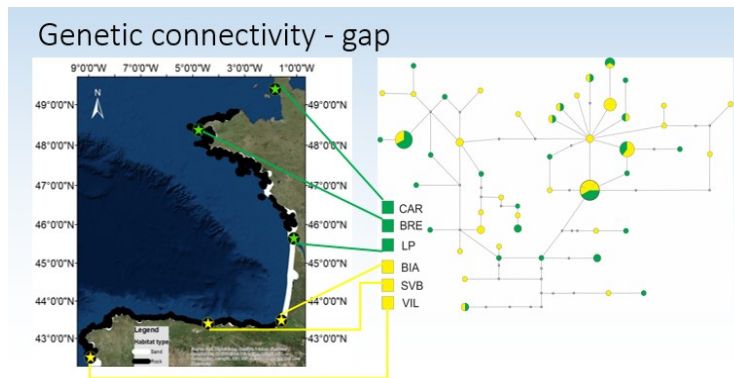 Genetic connectivity - gap
9°0'0"W 7°0'0"W 5°0'0"W 3°0'0"W 1°0'0"W
N
49°0'0"N 49°0'0"N
48°0'0"N 48°0'0"N
47°0'0"N 47°0'0"N
46°0'0"N 46°0'0"N
45°0'0"N 45°0'0"N
44°0'0"N 44°0'0"N
43°0'0"N 43°0'0"N
Legend
Habitat type
Sand
Rock
CAR
BRE
LP
BIA
SVB
VIL